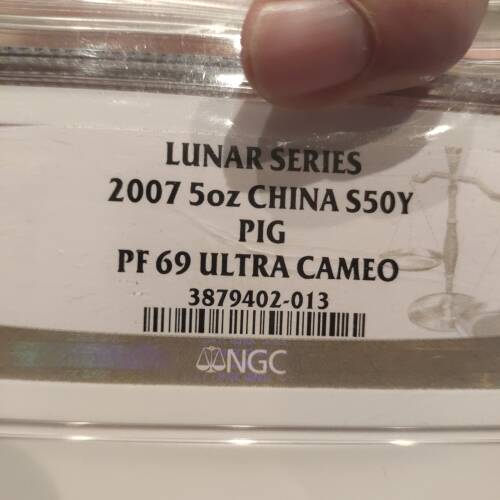 LUNAR SERIES
2007 5oz CHINA S50Y
PIG
PF 69 ULTRA CAMEO
3879402-013
NGC